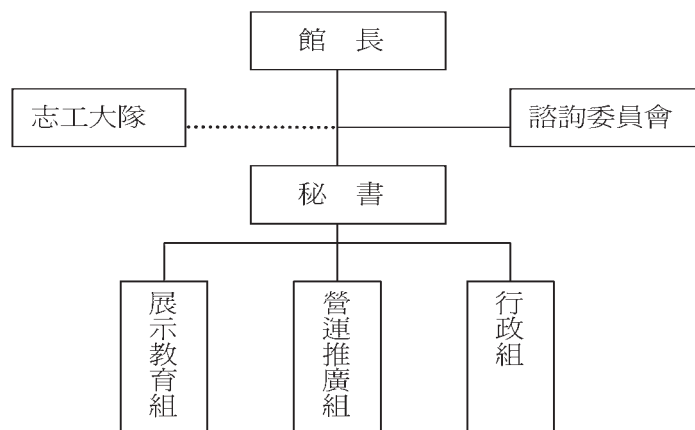 館　長
志工大隊
諮詢委員會
秘　書
展示教育組
營運推廣組
行政組